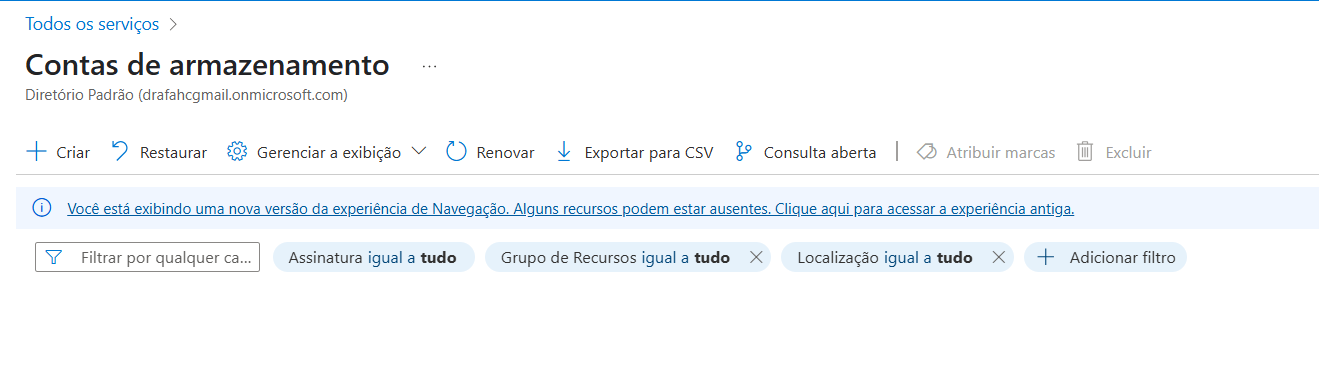 Todos os serviços
Contas de armazenamento ...
Diretório Padrão (drafahcgmail.onmicrosoft.com)
Criar Restaurar Gerenciar a exibição Renovar Exportar para CSV Consulta aberta Atribuir marcas Excluir
Você está exibindo uma nova versão da experiência de Navegação. Alguns recursos podem estar ausentes. Clique aqui para acessar a experiência antiga.
Filtrar por qualquer ca... Assinatura igual a tudo Grupo de Recursos igual a tudo Localização igual a tudo Adicionar filtro